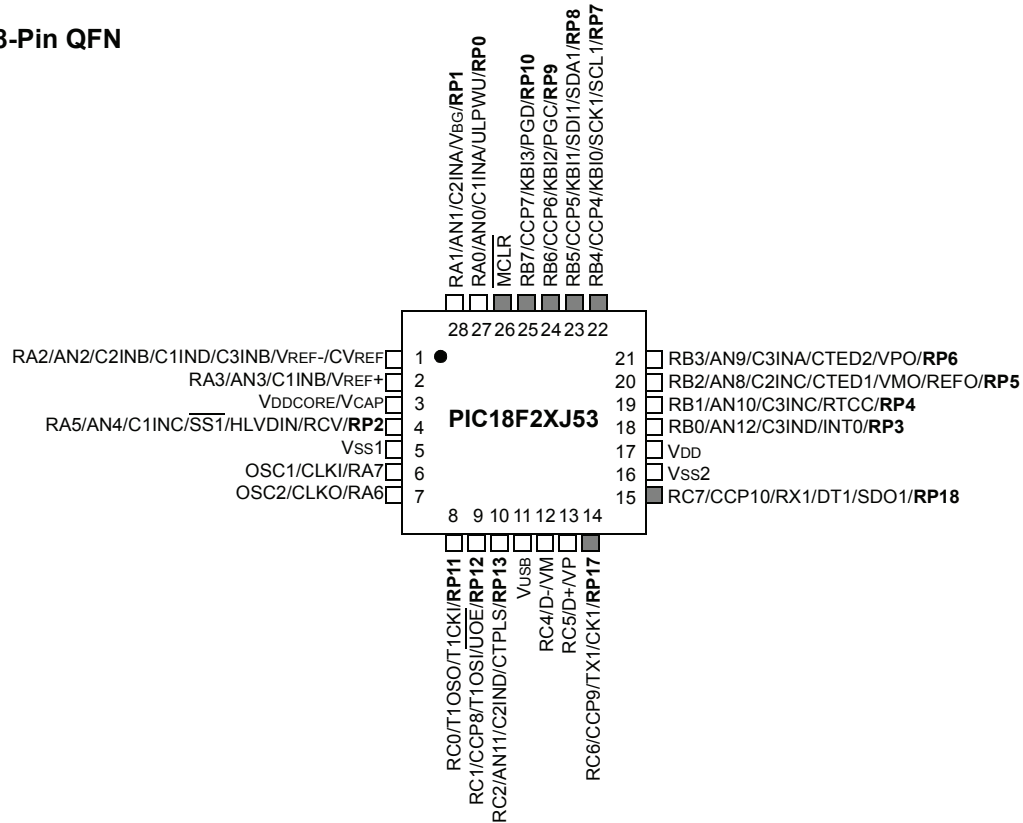 8-Pin QFN
RA1/AN1/C2INA/VBG/RP1
RA0/AN0/C1INA/ULPWU/RP0
MCLR
RB7/CCP7/KBI3/PGD/RP10
RB6/CCP6/KBI2/PGC/RP9
RB5/CCP5/KBI1/SDI1/SDA1/RP8
RB4/CCP4/KBI0/SCK1/SCL1/RP7
28 27 26 25 24 23 22
RA2/AN2/C2INB/C1IND/C3INB/VREF-/CVREF 1
RA3/AN3/C1INB/VREF+ 2
VDDCORE/VCAP 3
RA5/AN4/C1INC/SS1/HLVDIN/RCV/RP2 4
VSS1 5
OSC1/CLKI/RA7 6
OSC2/CLKO/RA6 7
PIC18F2XJ53
21 RB3/AN9/C3INA/CTED2/VPO/RP6
20 RB2/AN8/C2INC/CTED1/VMO/REFO/RP5
19 RB1/AN10/C3INC/RTCC/RP4
18 RB0/AN12/C3IND/INT0/RP3
17 VDD
16 VSS2
15 RC7/CCP10/RX1/DT1/SDO1/RP18
8 9 10 11 12 13 14
RC0/T1OSO/T1CKI/RP11
RC1/CCP8/T1OSI/UOE/RP12
RC2/AN11/C2IND/CTPLS/RP13
VUSB
RC4/D-/VM
RC5/D+/VP
RC6/CCP9/TX1/CK1/RP17